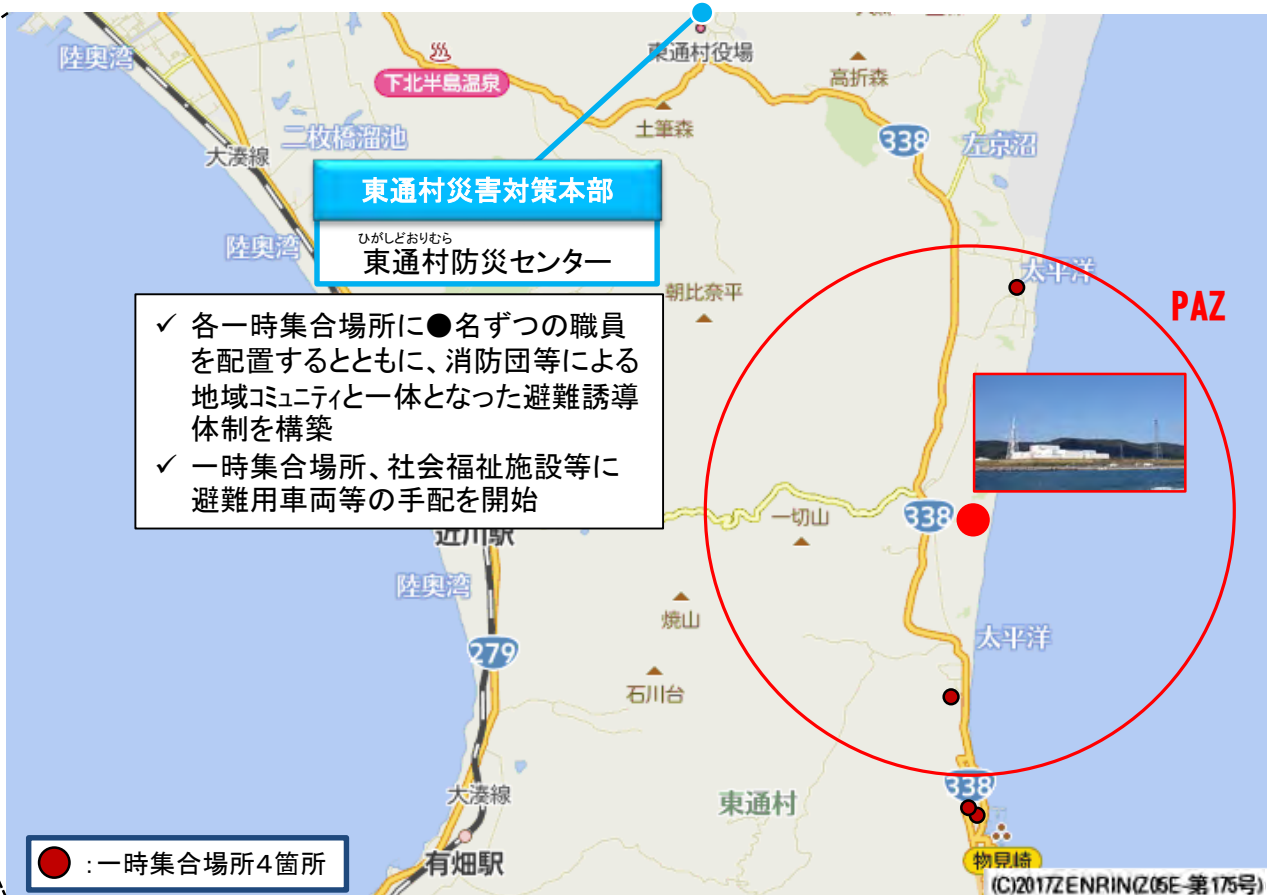 陸奥湾
東通村役場
下北半島温泉
高折森
土筆森
338
左京沼
二枚橋溜池
大湊線
東通村災害対策本部
ひがしどおりむら
東通村防災センター
陸奥湾
太平洋
朝比奈平
PAZ
✓ 各一時集合場所に●名ずつの職員
を配置するとともに、消防団等による
地域コミュニティと一体となった避難誘導
体制を構築
✓ 一時集合場所、社会福祉施設等に
避難用車両等の手配を開始
一切山
338
近川駅
陸奥湾
焼山
太平洋
279
石川台
大湊線
東通村
338
:一時集合場所4箇所
有畑駅
物見崎
(C)2017ZENRIN(Z05E-第175号)